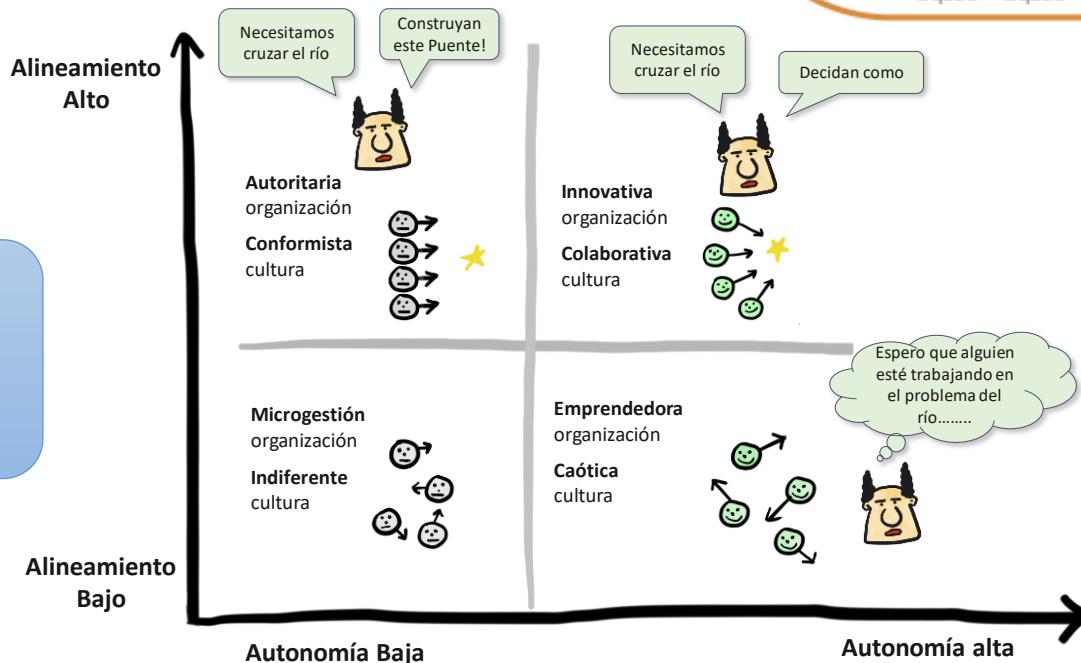 Necesitamos
cruzar el río
Construyan
este Puente!
Necesitamos
cruzar el río
Decidan como
Alineamiento
Alto
Autoritaria
organización
Conformista
cultura
Innovativa
organización
Colaborativa
cultura
Espero que alguien
esté trabajando en
el problema del
río........
Microgestión
organización
Indiferente
cultura
Emprendedora
organización
Caótica
cultura
Alineamiento
Bajo
Autonomía Baja
Autonomía alta